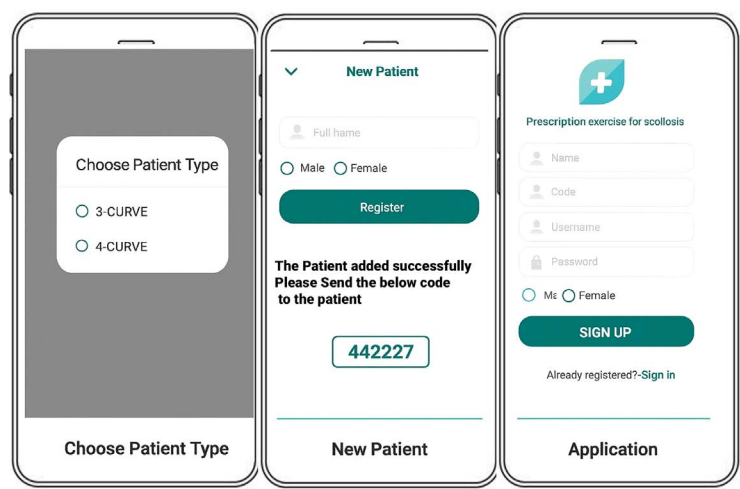 Choose Patient Type
3-CURVE
4-CURVE
Choose Patient Type
New Patient
Full hame
Male
Female
Register
The Patient added successfully
Please Send the below code
to the patient
442227
New Patient
Prescription exercise for scollosis
Name
Code
Username
Password
Ma
Female
SIGN UP
Already registered?-Sign in
Application